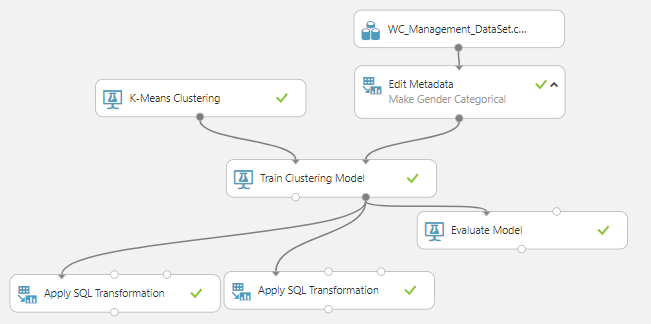 WC_Management_DataSet.c...
Edit Metadata
Make Gender Categorical
K-Means Clustering
Train Clustering Model
Evaluate Model
Apply SQL Transformation
Apply SQL Transformation